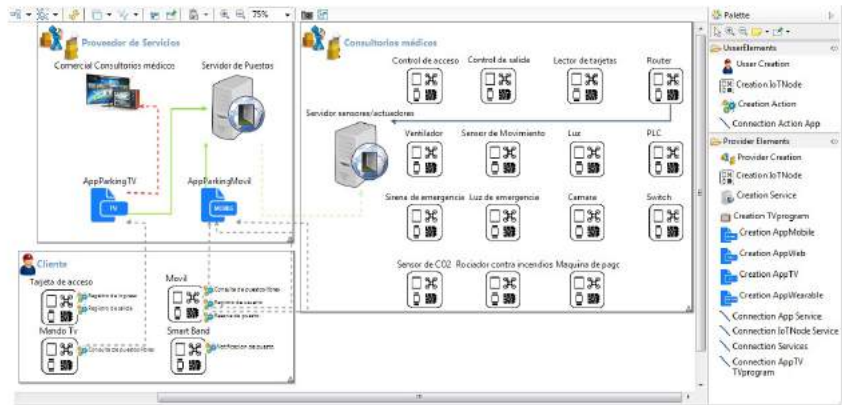 75%
Proveedor de Servicios
Comercial Consultorios médicos
Servidor de Puestos
AppParkingTV
AppParkingMovil
TV
MOBILE
Consultorios médicos
Control de acceso
Control de salida
Lector de tarjetas
Router
Servidor sensores/actuadores
Ventilador
Sensor de Movimiento
Luz
PLC
Sirena de emergencia
Luz de emergencia
Camara
Switch
Sensor de CO2
Rociador contra incendios
Maquina de pago
Cliente
Tarjeta de acceso
Registro de ingreso
Registro de salida
Movil
Consulta de puestos libres
Registro de usuario
Reserva de puesto
Mando Tv
Consulta de puestos libres
Smart Band
Notificacion de puesto
Palette
UsserElements
Usser Creation
Creation IoTNode
Creation Action
Connection Action App
Provider Elements
Provider Creation
Creation IoTNode
Creation Service
Creation TVprogram
Creation AppMobile
Creation AppWeb
Creation AppTV
Creation AppWearable
Connection App Service
Connection IoTNode Service
Connection Services
Connection AppTV
TVprogram